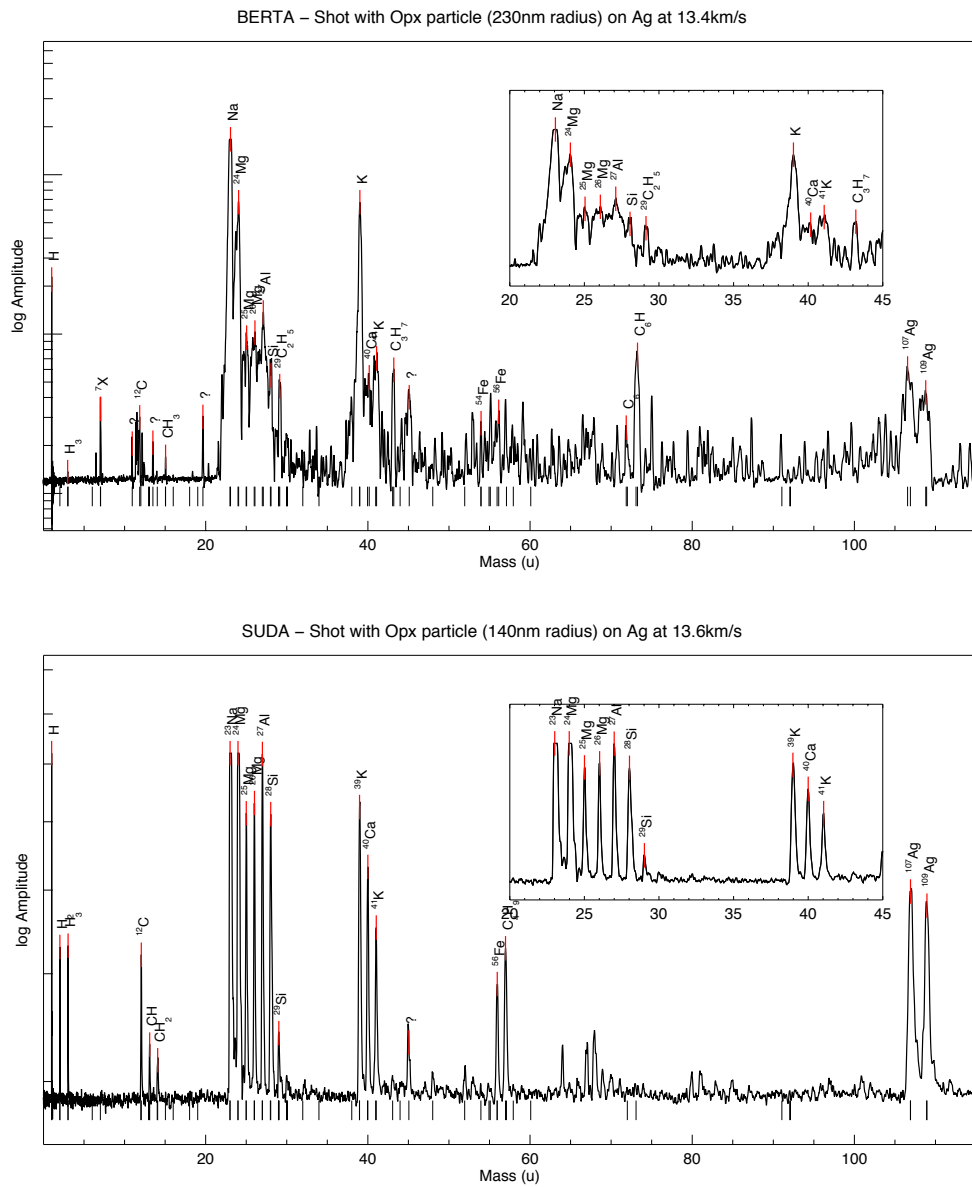 BERTA − Shot with Opx particle (230nm radius) on Ag at 13.4km/s
log Amplitude
H
H₃
⁷X
?
¹²C
?
CH₃
?
Na
²⁴Mg
²⁵Mg
²⁶Mg
²⁷Al
Si
²⁹C₂H₅
K
⁴⁰Ca
K
C₃H₇
?
⁵⁴Fe
⁵⁶Fe
C₆
C₆H
¹⁰⁷Ag
¹⁰⁹Ag
20 40 60 80 100
Mass (u)
Na
²⁴Mg
²⁵Mg
²⁶Mg
²⁷Al
Si
²⁹C₂H₅
K
⁴⁰Ca
⁴¹K
C₃H₇
20 25 30 35 40 45
SUDA − Shot with Opx particle (140nm radius) on Ag at 13.6km/s
log Amplitude
H
H₂
H₃
¹²C
CH
CH₂
²³Na
²⁴Mg
²⁵Mg
²⁶Mg
²⁷Al
²⁸Si
²⁹Si
³⁹K
⁴⁰Ca
⁴¹K
?
⁵⁶Fe
C₄H₉
¹⁰⁷Ag
¹⁰⁹Ag
20 40 60 80 100
Mass (u)
²³Na
²⁴Mg
²⁵Mg
²⁶Mg
²⁷Al
²⁸Si
²⁹Si
³⁹K
⁴⁰Ca
⁴¹K
20 25 30 35 40 45